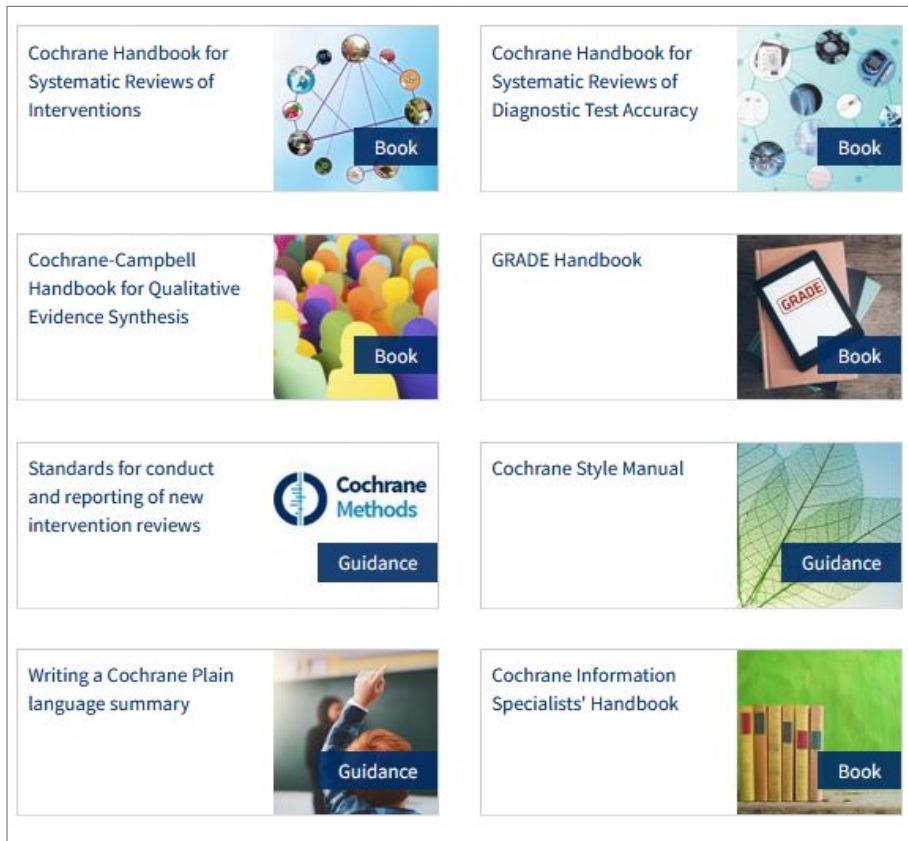 Cochrane Handbook for
Systematic Reviews of
Interventions
Book
Cochrane Handbook for
Systematic Reviews of
Diagnostic Test Accuracy
Book
Cochrane-Campbell
Handbook for Qualitative
Evidence Synthesis
Book
GRADE Handbook
GRADE
Book
Standards for conduct
and reporting of new
intervention reviews
Cochrane
Methods
Guidance
Cochrane Style Manual
Guidance
Writing a Cochrane Plain
language summary
Guidance
Cochrane Information
Specialists' Handbook
Book